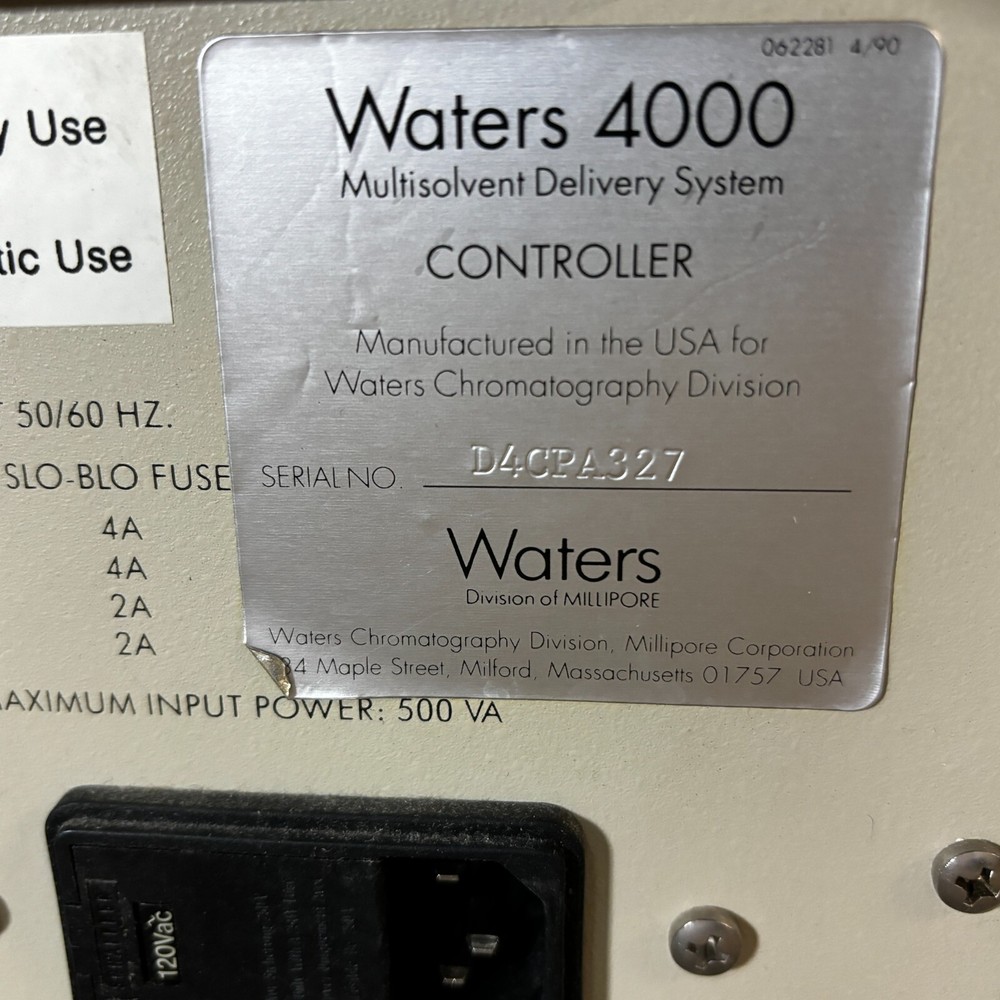 y Use
tic Use
062281 4/90
Waters 4000
Multisolvent Delivery System
CONTROLLER
Manufactured in the USA for
Waters Chromatography Division
SERIAL NO. D4CPA327
Waters
Division of MILLIPORE
Waters Chromatography Division, Millipore Corporation
34 Maple Street, Milford, Massachusetts 01757 USA
50/60 HZ.
SLO-BLO FUSE
4A
4A
2A
2A
MAXIMUM INPUT POWER: 500 VA
120Vac